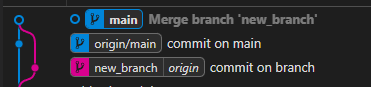 main Merge branch 'new_branch'
origin/main commit on main
new_branch origin commit on branch